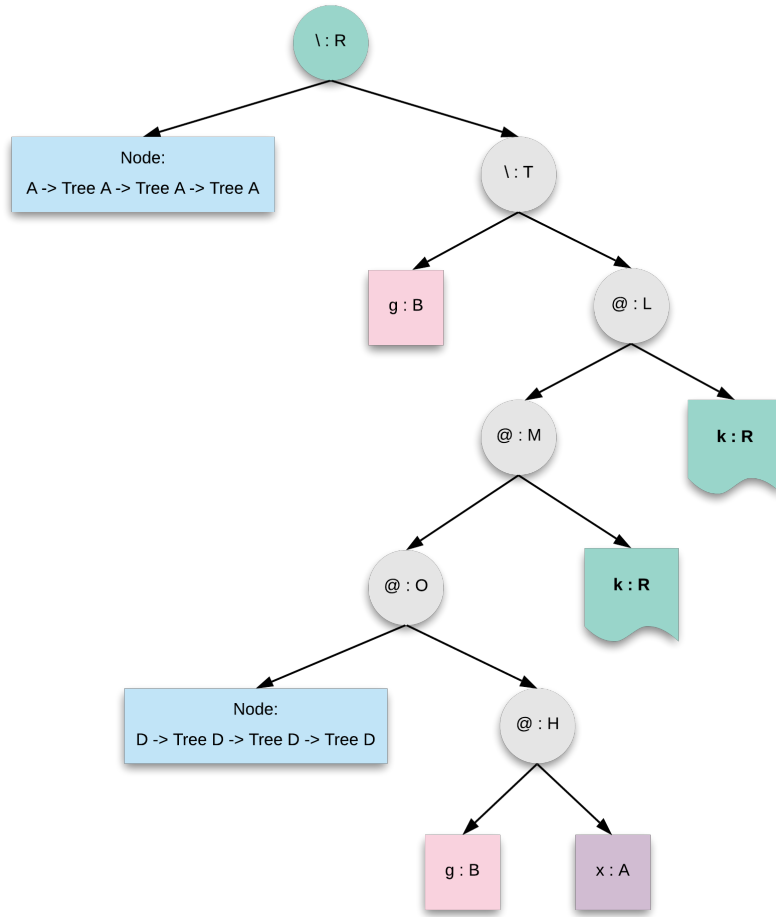 \ : R
Node:
A -> Tree A -> Tree A -> Tree A
\ : T
g : B
@ : L
@ : M
k : R
@ : O
k : R
Node:
D -> Tree D -> Tree D -> Tree D
@ : H
g : B
x : A